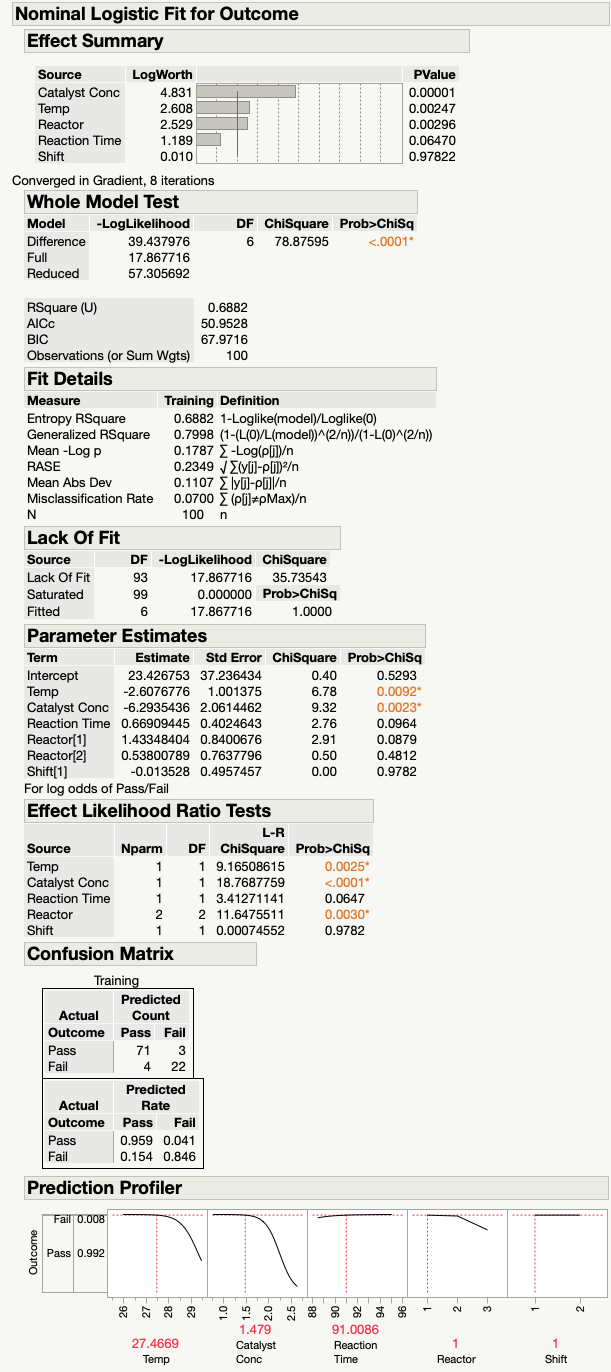 Nominal Logistic Fit for Outcome
Effect Summary
Source LogWorth PValue
Catalyst Conc 4.831 0.00001
Temp 2.608 0.00247
Reactor 2.529 0.00296
Reaction Time 1.189 0.06470
Shift 0.010 0.97822
Converged in Gradient, 8 iterations
Whole Model Test
Model -LogLikelihood DF ChiSquare Prob>ChiSq
Difference 39.437976 6 78.87595 <.0001*
Full 17.867716
Reduced 57.305692
RSquare (U) 0.6882
AICc 50.9528
BIC 67.9716
Observations (or Sum Wgts) 100
Fit Details
Measure Training Definition
Entropy RSquare 0.6882 1-Loglike(model)/Loglike(0)
Generalized RSquare 0.7998 (1-(L(0)/L(model))^(2/n))/(1-L(0)^(2/n))
Mean -Log p 0.1787 ∑ -Log(ρ[j])/n
RASE 0.2349 √ ∑(y[j]-ρ[j])²/n
Mean Abs Dev 0.1107 ∑ |y[j]-ρ[j]|/n
Misclassification Rate 0.0700 ∑ (ρ[j]≠ρMax)/n
N 100 n
Lack Of Fit
Source DF -LogLikelihood ChiSquare
Lack Of Fit 93 17.867716 35.73543
Saturated 99 0.000000 Prob>ChiSq
Fitted 6 17.867716 1.0000
Parameter Estimates
Term Estimate Std Error ChiSquare Prob>ChiSq
Intercept 23.426753 37.236434 0.40 0.5293
Temp -2.6076776 1.001375 6.78 0.0092*
Catalyst Conc -6.2935436 2.0614462 9.32 0.0023*
Reaction Time 0.66909445 0.4024643 2.76 0.0964
Reactor[1] 1.43348404 0.8400676 2.91 0.0879
Reactor[2] 0.53800789 0.7637796 0.50 0.4812
Shift[1] -0.013528 0.4957457 0.00 0.9782
For log odds of Pass/Fail
Effect Likelihood Ratio Tests
L-R
Source Nparm DF ChiSquare Prob>ChiSq
Temp 1 1 9.16508615 0.0025*
Catalyst Conc 1 1 18.7687759 <.0001*
Reaction Time 1 1 3.41271141 0.0647
Reactor 2 2 11.6475511 0.0030*
Shift 1 1 0.00074552 0.9782
Confusion Matrix
Training
Predicted
Actual Count
Outcome Pass Fail
Pass 71 3
Fail 4 22
Predicted
Actual Rate
Outcome Pass Fail
Pass 0.959 0.041
Fail 0.154 0.846
Prediction Profiler
Outcome
Fail 0.008
Pass 0.992
26 27 28 29 1.0 1.5 2.0 2.5 88 90 92 94 96 1 2 3 1 2
27.4669 1.479 91.0086 1 1
Temp Catalyst Conc Reaction Time Reactor Shift